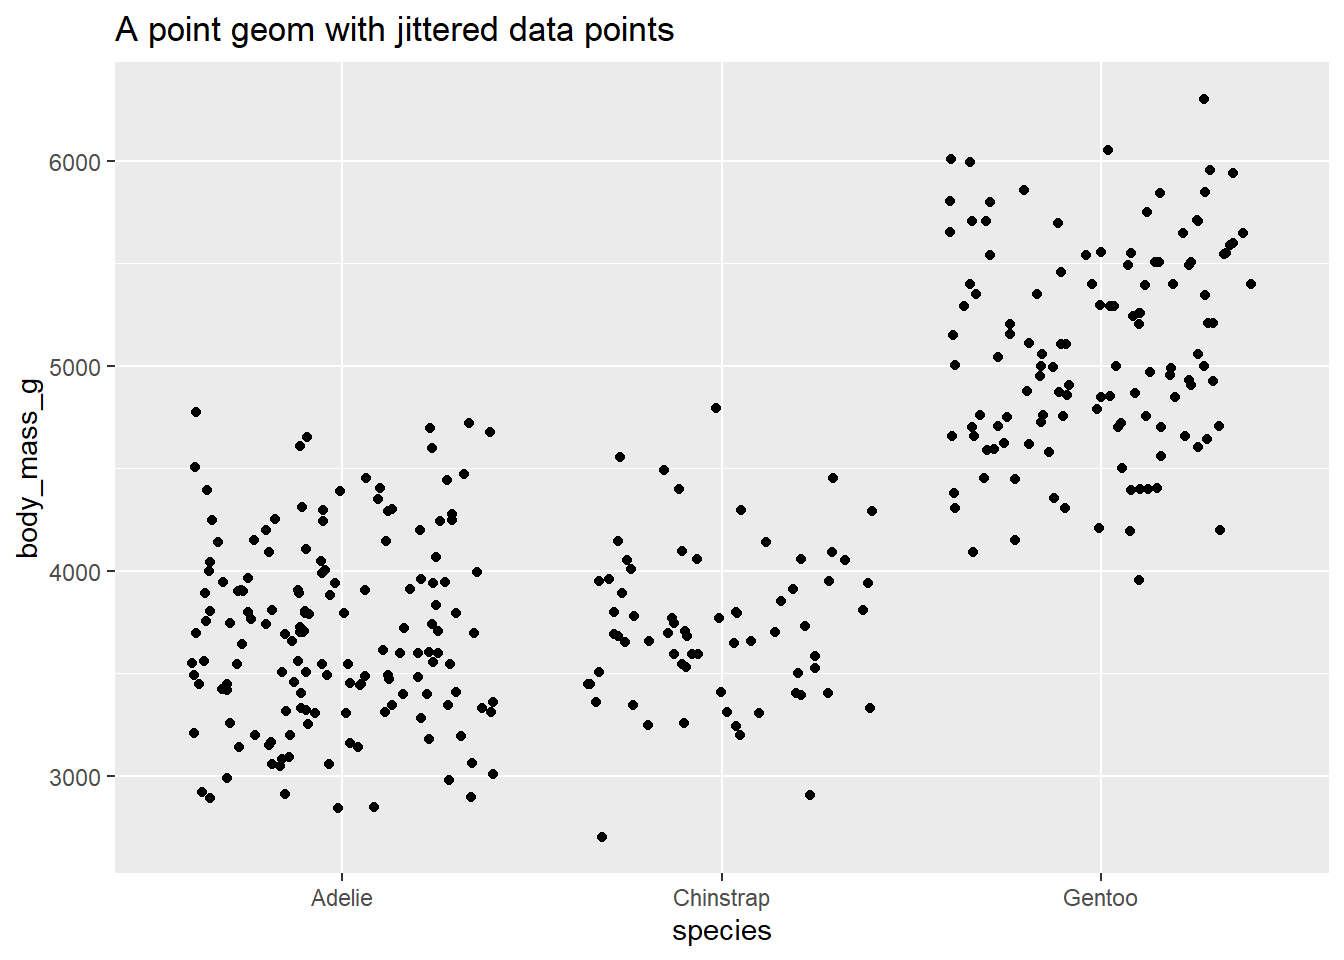 A point geom with jittered data points
body_mass_g
6000
5000
4000
3000
Adelie
Chinstrap
Gentoo
species